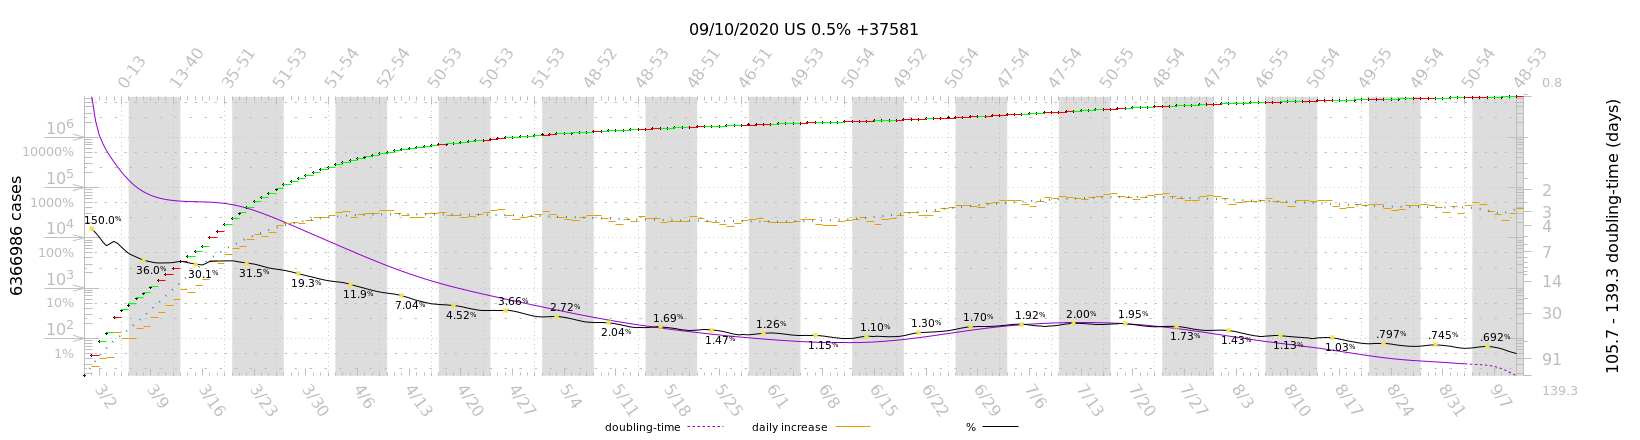 09/10/2020 US 0.5% +37581
0-13 13-40 35-51 51-53 51-54 52-54 50-53 50-53 51-53 48-52 48-53 48-51 46-51 49-53 50-54 49-52 50-54 47-54 47-54 50-55 48-54 47-53 46-55 50-54 49-55 49-54 50-54 48-53
0.8
10⁶
10000%
10⁵
1000%
10⁴
100%
10³
10%
10²
1%
6366986 cases
150.0% 36.0% 30.1% 31.5% 19.3% 11.9% 7.04% 4.52% 3.66% 2.72% 2.04% 1.69% 1.47% 1.26% 1.15% 1.10% 1.30% 1.70% 1.92% 2.00% 1.95% 1.73% 1.43% 1.13% 1.03% .797% .745% .692%
2
3
4
7
14
30
91
139.3
105.7 - 139.3 doubling-time (days)
3/2 3/9 3/16 3/23 3/30 4/6 4/13 4/20 4/27 5/4 5/11 5/18 5/25 6/1 6/8 6/15 6/22 6/29 7/6 7/13 7/20 7/27 8/3 8/10 8/17 8/24 8/31 9/7
doubling-time daily increase %